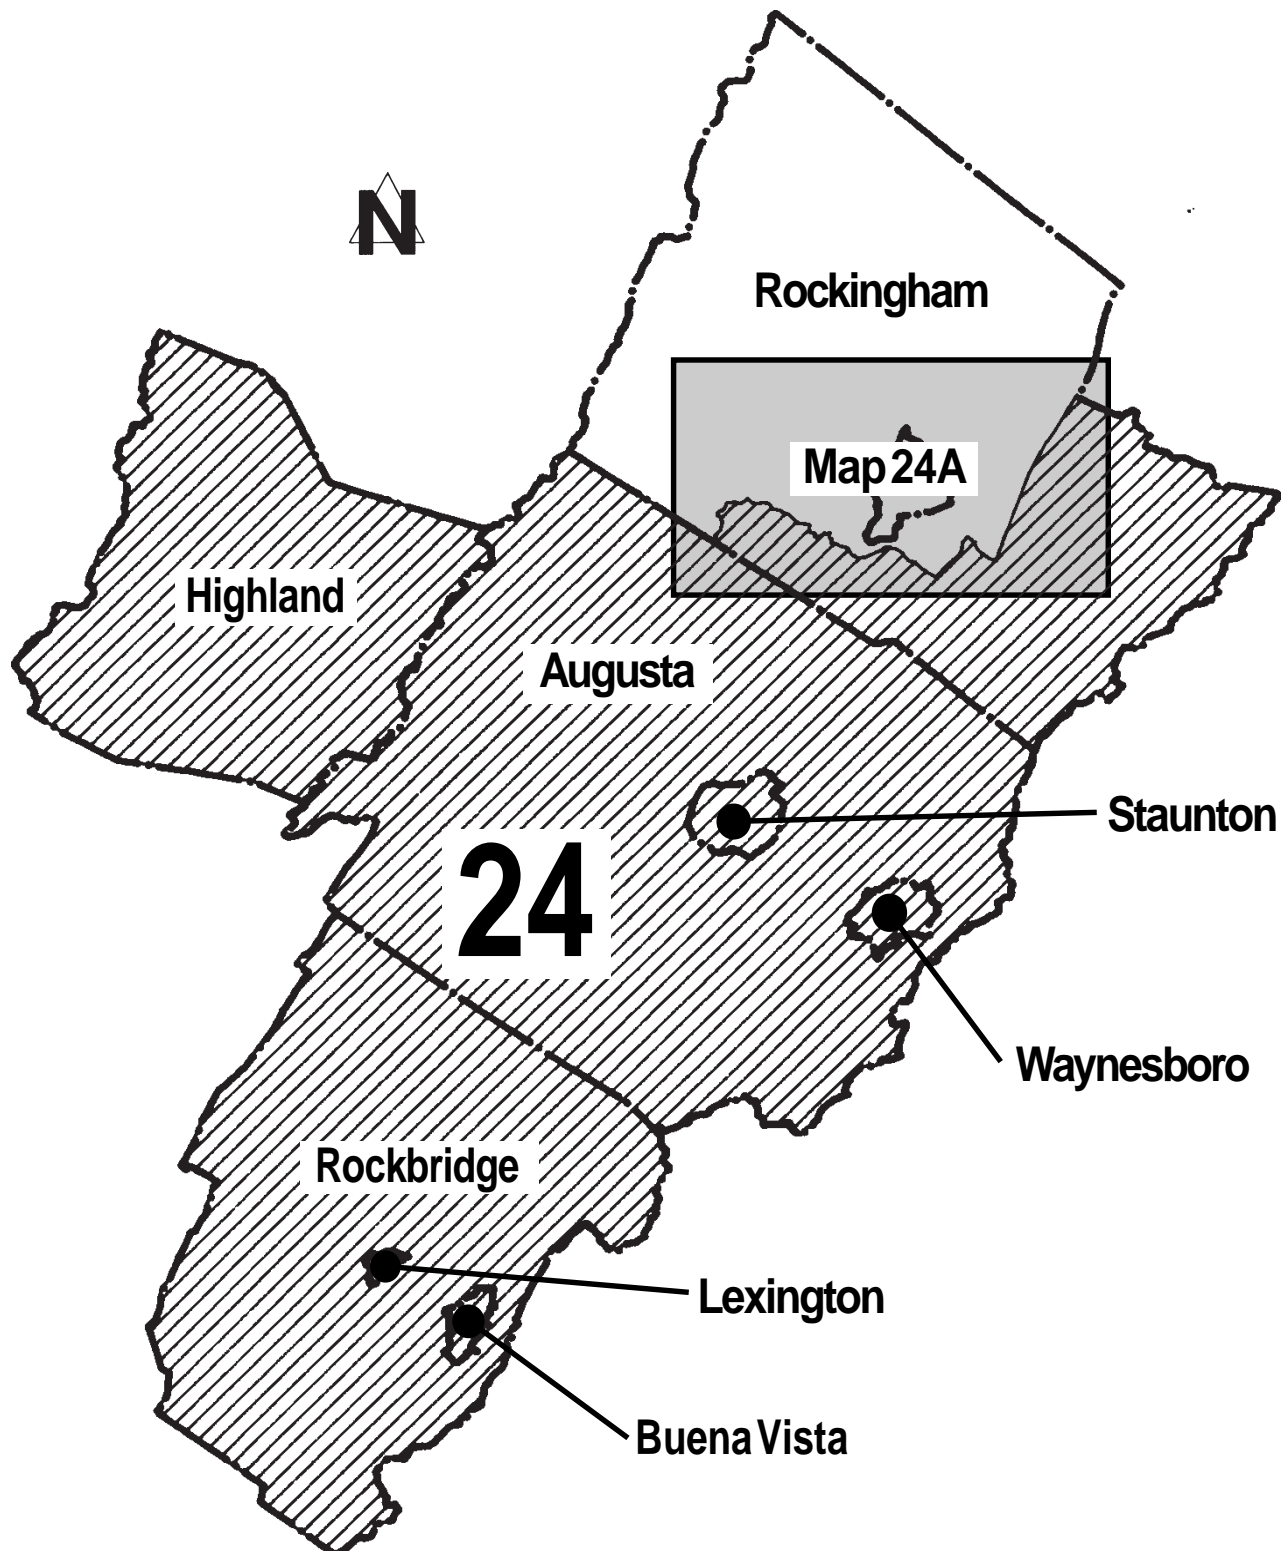 N
Rockingham
Map 24A
Highland
Augusta
Staunton
24
Waynesboro
Rockbridge
Lexington
Buena Vista